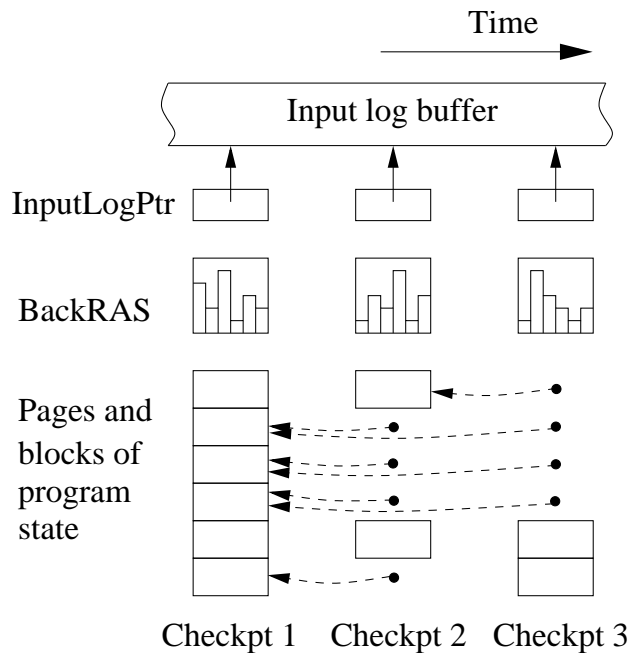 Time
Input log buffer
InputLogPtr
BackRAS
Pages and
blocks of
program
state
Checkpt 1 Checkpt 2 Checkpt 3